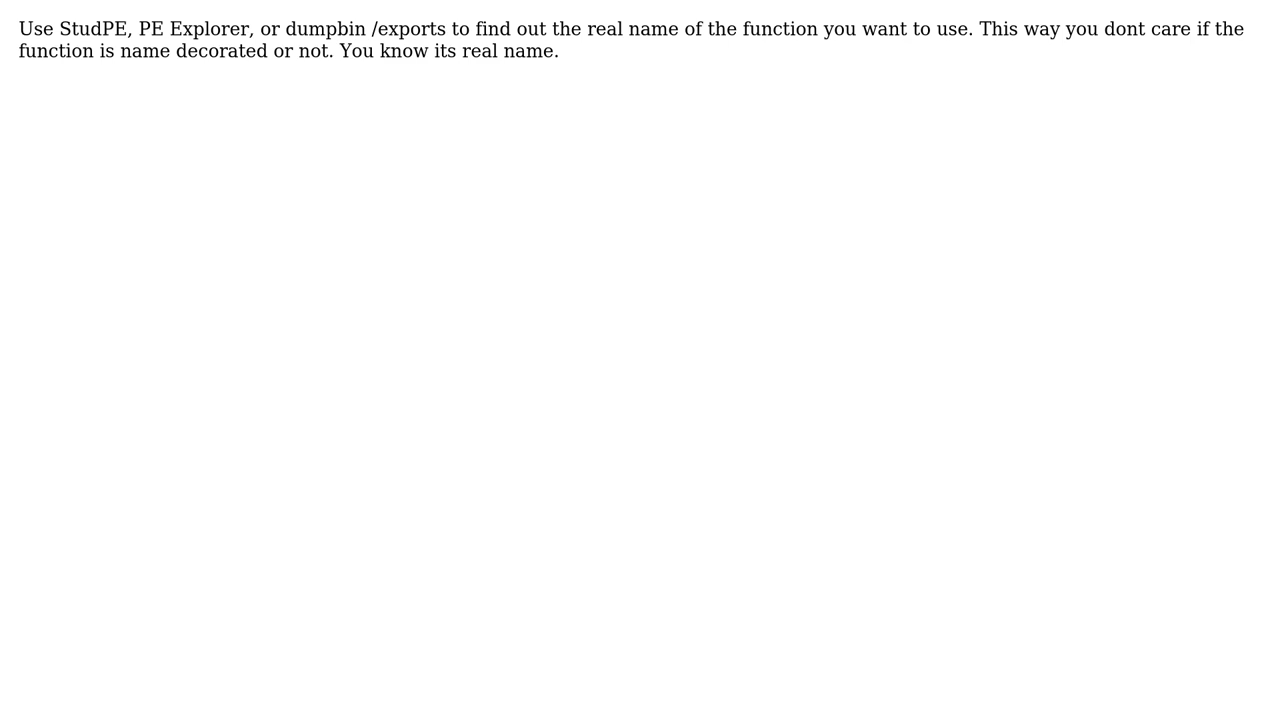 Use StudPE, PE Explorer, or dumpbin /exports to find out the real name of the function you want to use. This way you dont care if the
function is name decorated or not. You know its real name.